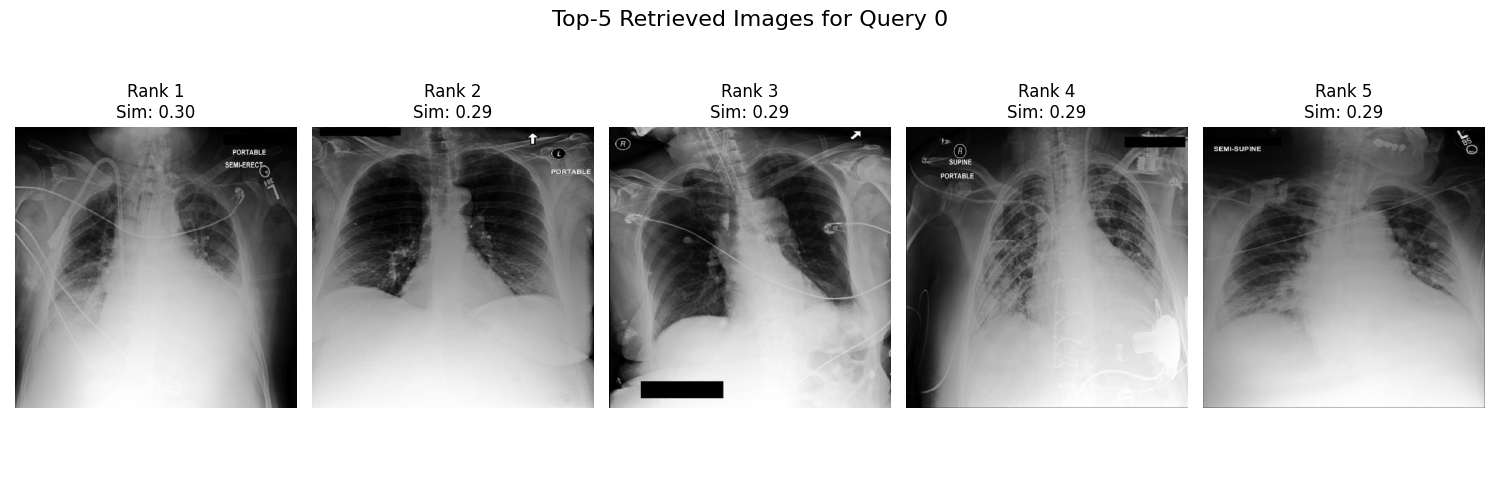 Top-5 Retrieved Images for Query 0
Rank 1
Sim: 0.30
Rank 2
Sim: 0.29
Rank 3
Sim: 0.29
Rank 4
Sim: 0.29
Rank 5
Sim: 0.29
PORTABLE
SEMI-ERECT
L
PORTABLE
R
R
SUPINE
PORTABLE
SEMI-SUPINE